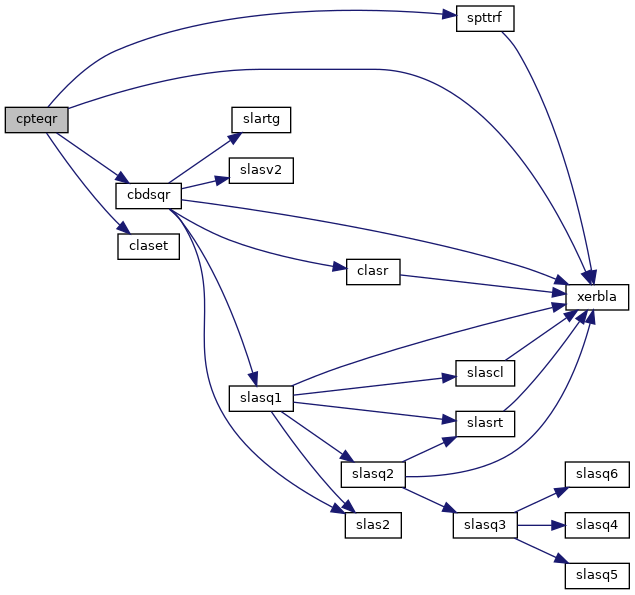 spttrf
cpteqr
slartg
slasv2
cbdsqr
claset
clasr
xerbla
slascl
slasq1
slasrt
slasq2
slasq6
slas2
slasq3
slasq4
slasq5